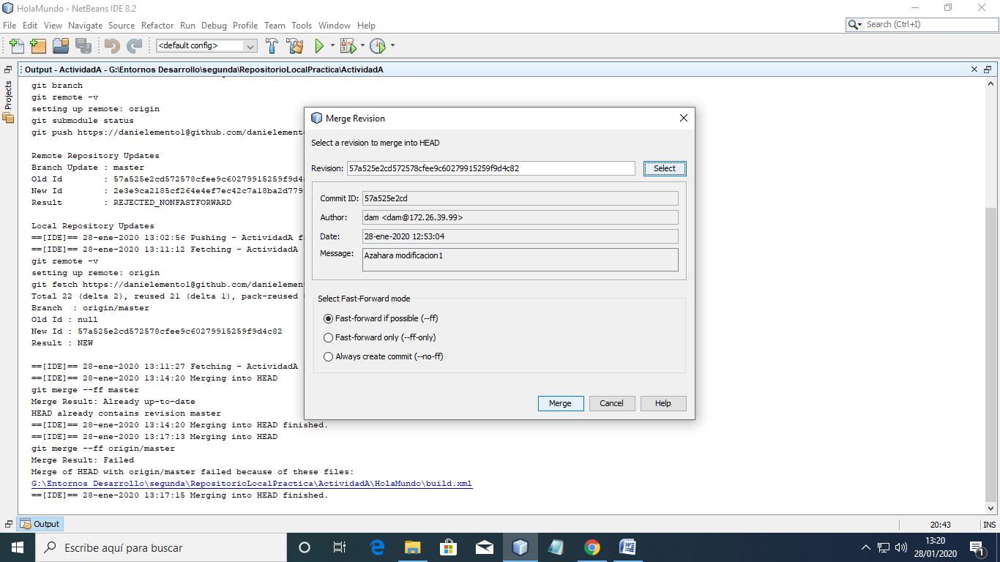 HolaMundo - NetBeans IDE 8.2
File Edit View Navigate Source Refactor Run Debug Profile Team Tools Window Help
Search (Ctrl+I)
<default config>
Projects
Output - ActividadA - G:\Entornos Desarrollo\segunda\RepositorioLocalPractica\ActividadA
git branch
git remote -v
setting up remote: origin
git submodule status
git push https://danielemento1@github.com/danielement
Remote Repository Updates
Branch Update : master
Old Id : 57a525e2cd572578cfee9c60279915259f9d4
New Id : 2e3e9ca2185cf264e4ef7ec42c7a18ba2d779
Result : REJECTED_NONFASTFORWARD
Local Repository Updates
==[IDE]== 28-ene-2020 13:02:56 Pushing - ActividadA f
==[IDE]== 28-ene-2020 13:11:12 Fetching - ActividadA
git remote -v
setting up remote: origin
git fetch https://danielemento1@github.com/danielemen
Total 22 (delta 2), reused 21 (delta 1), pack-reused
Branch : origin/master
Old Id : null
New Id : 57a525e2cd572578cfee9c60279915259f9d4c82
Result : NEW
==[IDE]== 28-ene-2020 13:11:27 Fetching - ActividadA
==[IDE]== 28-ene-2020 13:14:20 Merging into HEAD
git merge --ff master
Merge Result: Already up-to-date
HEAD already contains revision master
==[IDE]== 28-ene-2020 13:14:20 Merging into HEAD finished.
==[IDE]== 28-ene-2020 13:17:13 Merging into HEAD
git merge --ff origin/master
Merge Result: Failed
Merge of HEAD with origin/master failed because of these files:
G:\Entornos Desarrollo\segunda\RepositorioLocalPractica\ActividadA\HolaMundo\build.xml
==[IDE]== 28-ene-2020 13:17:15 Merging into HEAD finished.
Merge Revision
Select a revision to merge into HEAD
Revision: 57a525e2cd572578cfee9c60279915259f9d4c82 Select
Commit ID: 57a525e2cd
Author: dam <dam@172.26.39.99>
Date: 28-ene-2020 12:53:04
Message: Azahara modificacion1
Select Fast-Forward mode
Fast-forward if possible (--ff)
Fast-forward only (--ff-only)
Always create commit (--no-ff)
Merge Cancel Help
Output
20:43 INS
Escribe aquí para buscar
13:20
28/01/2020
1